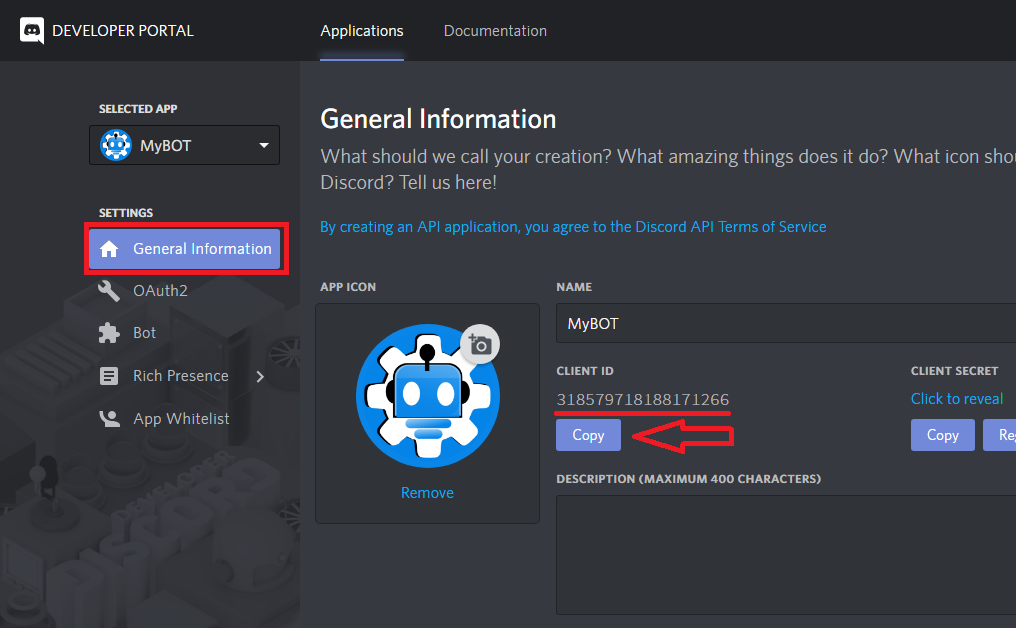 DEVELOPER PORTAL
Applications
Documentation
SELECTED APP
MyBOT
SETTINGS
General Information
OAuth2
Bot
Rich Presence
App Whitelist
General Information
What should we call your creation? What amazing things does it do? What icon shou
Discord? Tell us here!
By creating an API application, you agree to the Discord API Terms of Service
APP ICON
Remove
NAME
MyBOT
CLIENT ID
318579718188171266
Copy
CLIENT SECRET
Click to reveal
Copy
Reg
DESCRIPTION (MAXIMUM 400 CHARACTERS)
DISCORD